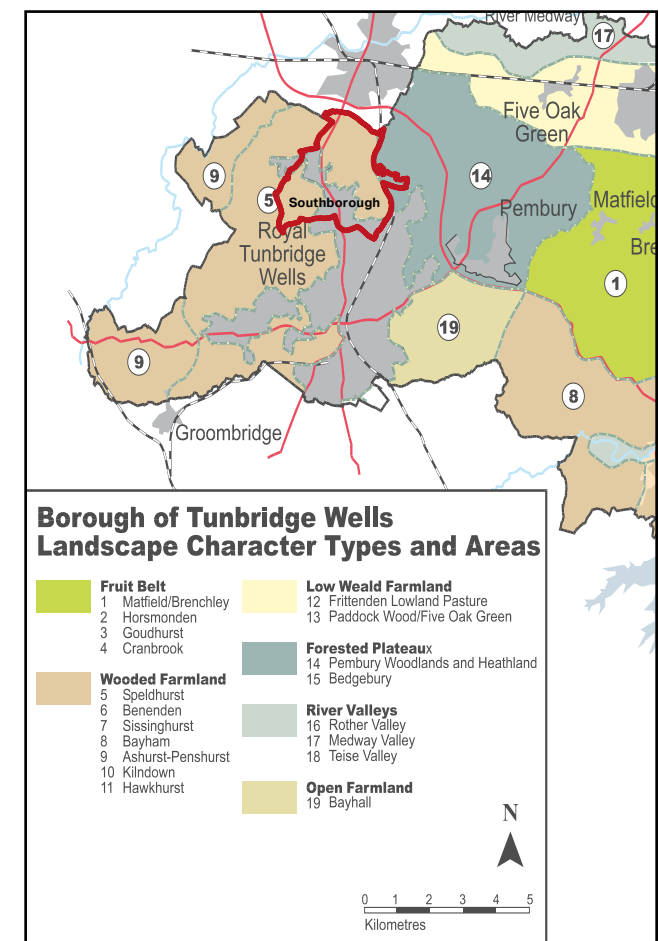 River Medway
17
Five Oak
Green
9
14
5
Southborough
Pembury
Matfield
Royal
Tunbridge
Wells
Bre
1
19
9
8
Groombridge
Borough of Tunbridge Wells
Landscape Character Types and Areas
Fruit Belt
1 Matfield/Brenchley
2 Horsmonden
3 Goudhurst
4 Cranbrook
Wooded Farmland
5 Speldhurst
6 Benenden
7 Sissinghurst
8 Bayham
9 Ashurst-Penshurst
10 Kilndown
11 Hawkhurst
Low Weald Farmland
12 Frittenden Lowland Pasture
13 Paddock Wood/Five Oak Green
Forested Plateaux
14 Pembury Woodlands and Heathland
15 Bedgebury
River Valleys
16 Rother Valley
17 Medway Valley
18 Teise Valley
Open Farmland
19 Bayhall
N
0 1 2 3 4 5
Kilometres